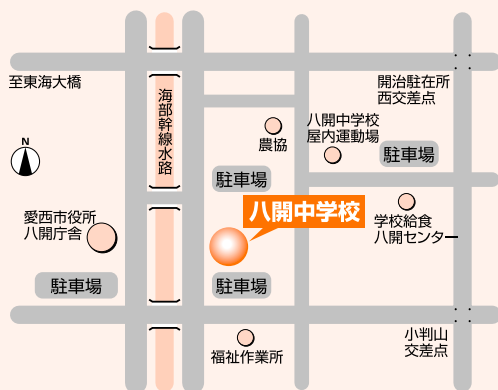 至東海大橋
海部幹線水路
開治駐在所
西交差点
八開中学校
屋内運動場
農協
駐車場
N
駐車場
八開中学校
愛西市役所
八開庁舎
学校給食
八開センター
駐車場
駐車場
小判山
交差点
福祉作業所